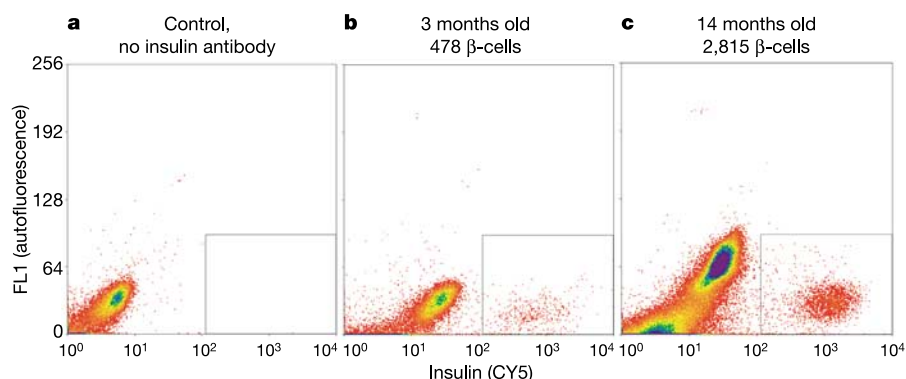 a
Control,
no insulin antibody
b
3 months old
478 β-cells
c
14 months old
2,815 β-cells
FL1 (autofluorescence)
256
192
128
64
0
10⁰ 10¹ 10² 10³ 10⁴
10⁰ 10¹ 10² 10³ 10⁴
10⁰ 10¹ 10² 10³ 10⁴
Insulin (CY5)